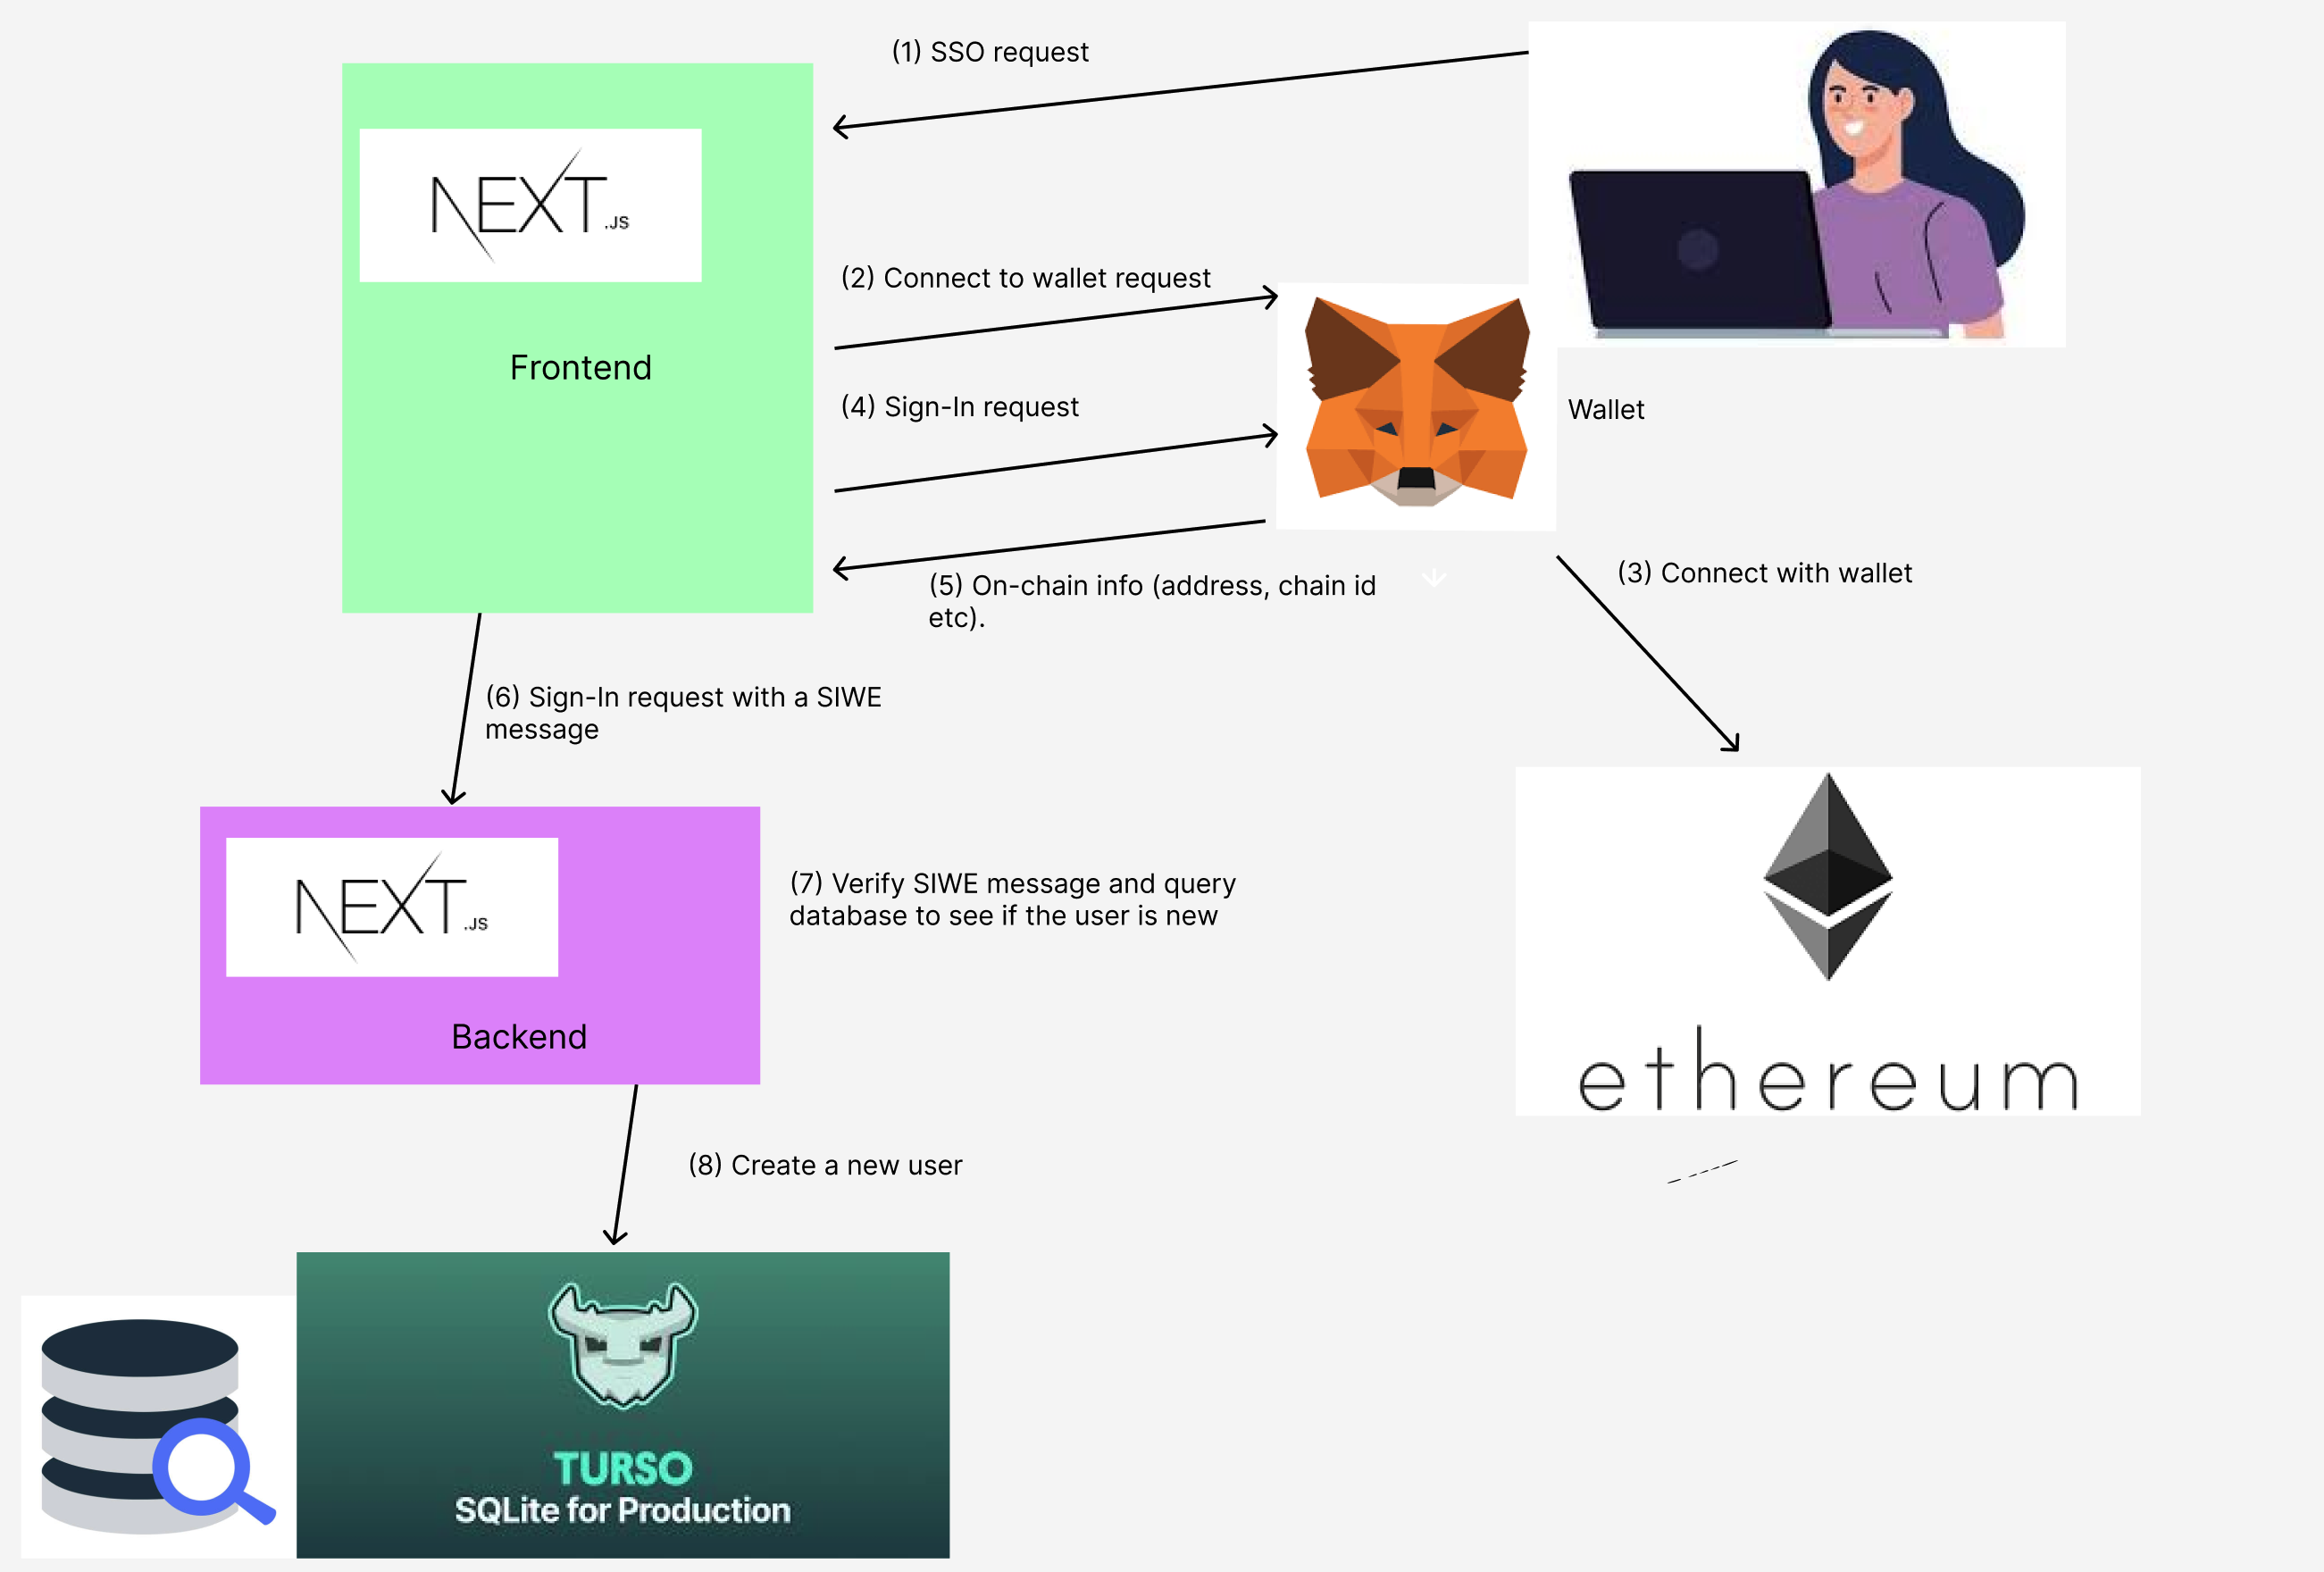 (1) SSO request
NEXT.JS
(2) Connect to wallet request
Frontend
(4) Sign-In request
Wallet
(3) Connect with wallet
(5) On-chain info (address, chain id
etc).
(6) Sign-In request with a SIWE
message
NEXT.JS
(7) Verify SIWE message and query
database to see if the user is new
Backend
ethereum
(8) Create a new user
TURSO
SQLite for Production